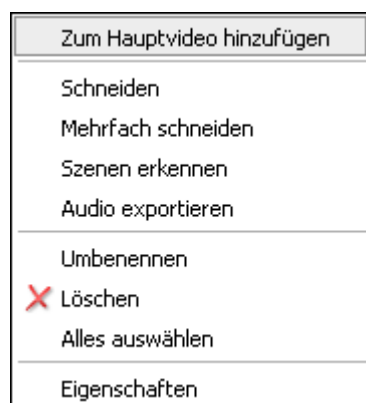 Zum Hauptvideo hinzufügen
Schneiden
Mehrfach schneiden
Szenen erkennen
Audio exportieren
Umbenennen
Löschen
Alles auswählen
Eigenschaften